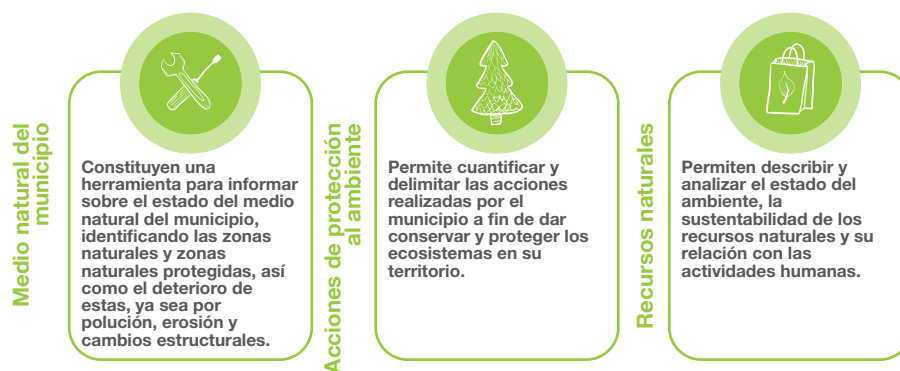 Medio natural del
municipio
Constituyen una
herramienta para informar
sobre el estado del medio
natural del municipio,
identificando las zonas
naturales y zonas
naturales protegidas, así
como el deterioro de
estas, ya sea por
polución, erosión y
cambios estructurales.
Acciones de protección
al ambiente
Permite cuantificar y
delimitar las acciones
realizadas por el
municipio a fin de dar
conservar y proteger los
ecosistemas en su
territorio.
Recursos naturales
Permiten describir y
analizar el estado del
ambiente, la
sustentabilidad de los
recursos naturales y su
relación con las
actividades humanas.